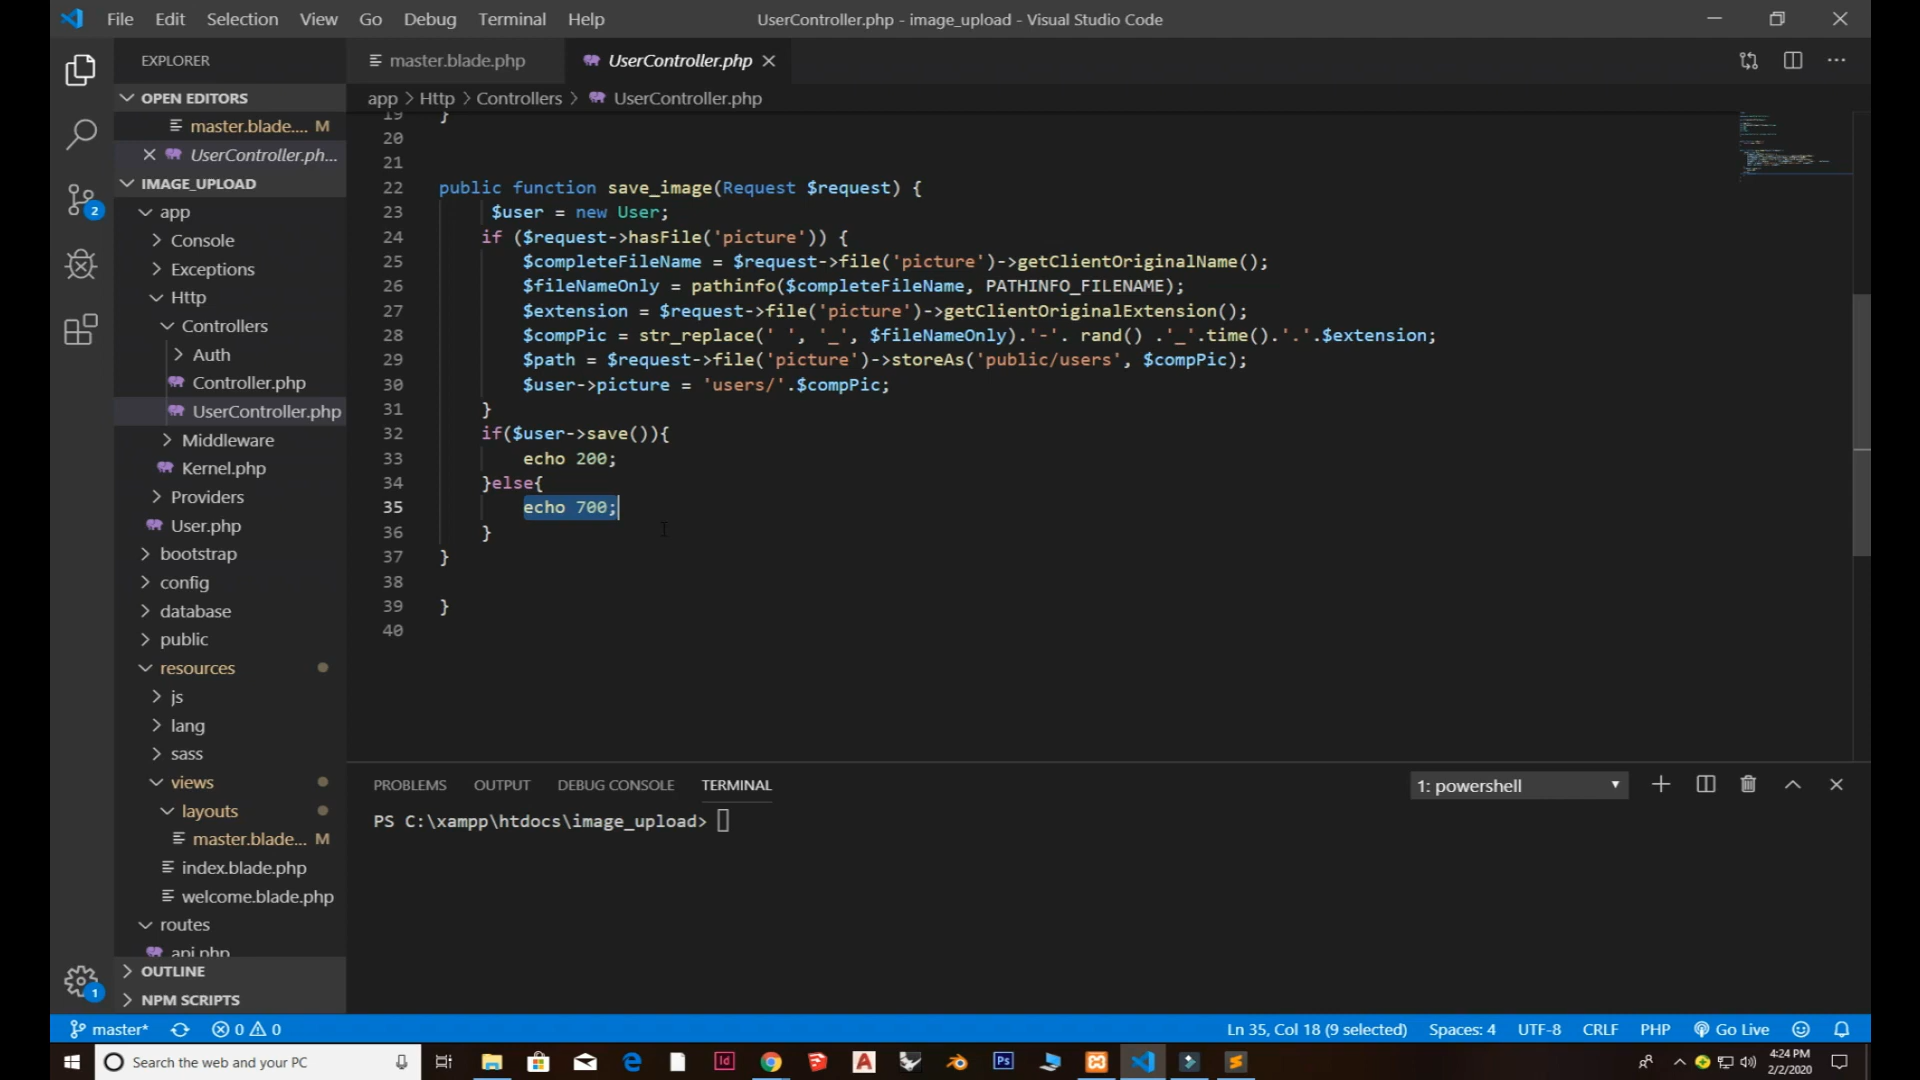 File Edit Selection View Go Debug Terminal Help
UserController.php - image_upload - Visual Studio Code
EXPLORER
master.blade.php
UserController.php
OPEN EDITORS
master.blade.... M
UserController.ph...
app > Http > Controllers > UserController.php
IMAGE_UPLOAD
app
Console
Exceptions
Http
Controllers
Auth
Controller.php
UserController.php
Middleware
Kernel.php
Providers
User.php
bootstrap
config
database
public
resources
js
lang
sass
views
layouts
master.blade... M
index.blade.php
welcome.blade.php
routes
api.php
OUTLINE
NPM SCRIPTS
2
1
19 }
20
21
22 public function save_image(Request $request) {
23 $user = new User;
24 if ($request->hasFile('picture')) {
25 $completeFileName = $request->file('picture')->getClientOriginalName();
26 $fileNameOnly = pathinfo($completeFileName, PATHINFO_FILENAME);
27 $extension = $request->file('picture')->getClientOriginalExtension();
28 $compPic = str_replace(' ', '_', $fileNameOnly).'-'. rand() .'_'.time().'.'.$extension;
29 $path = $request->file('picture')->storeAs('public/users', $compPic);
30 $user->picture = 'users/'.$compPic;
31 }
32 if($user->save()){
33 echo 200;
34 }else{
35 echo 700;
36 }
37 }
38
39 }
40
PROBLEMS OUTPUT DEBUG CONSOLE TERMINAL
1: powershell
PS C:\xampp\htdocs\image_upload>
master* 0 0
Ln 35, Col 18 (9 selected) Spaces: 4 UTF-8 CRLF PHP Go Live
Search the web and your PC
4:24 PM
2/2/2020